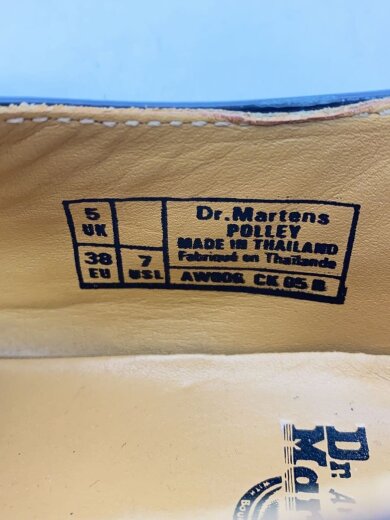 5 UK
38 EU
7 USL
Dr.Martens
POLLEY
MADE IN THAILAND
Fabriqué en Thaïlande
AW006 CK 05 B
Dr.
Mar
WITH